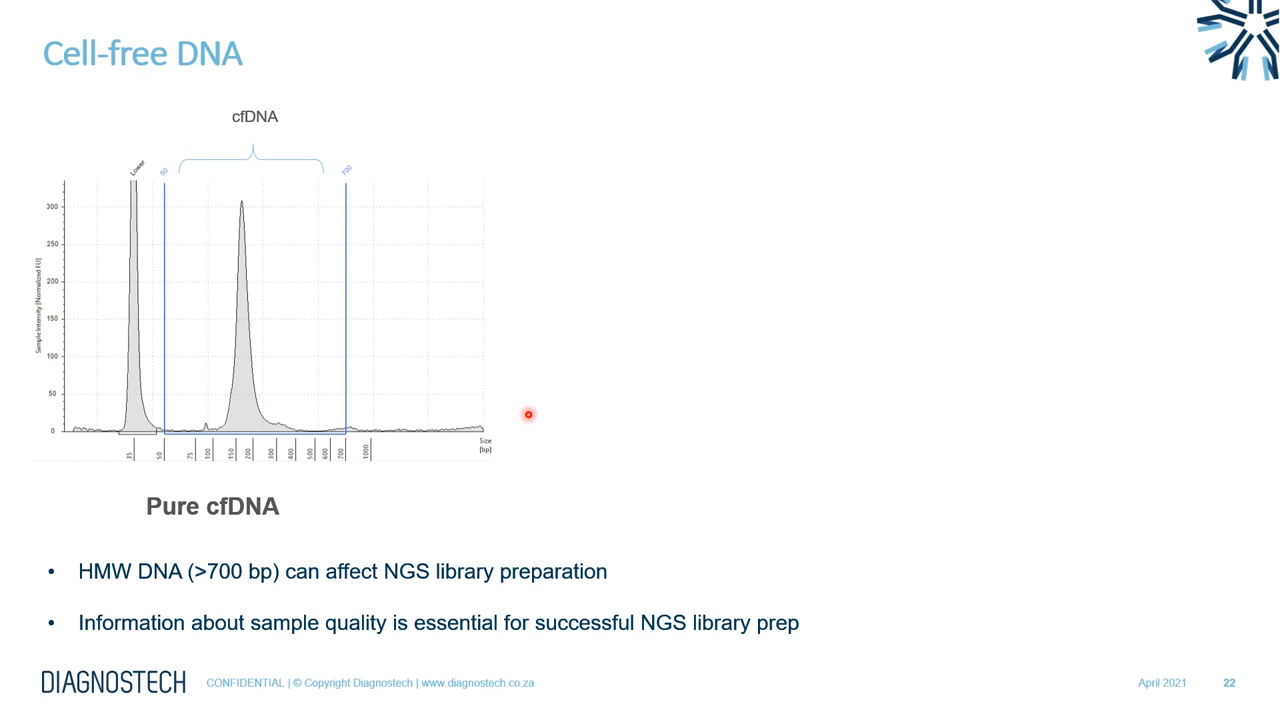 Cell-free DNA
cfDNA
Lower
50
700
300
250
200
150
100
50
0
Sample Intensity [Normalized FU]
35
50
75
100
150
200
300
400
500
600
700
1000
Size
[bp]
Pure cfDNA
• HMW DNA (>700 bp) can affect NGS library preparation
• Information about sample quality is essential for successful NGS library prep
DIAGNOSTECH
CONFIDENTIAL | © Copyright Diagnostech | www.diagnostech.co.za
April 2021
22